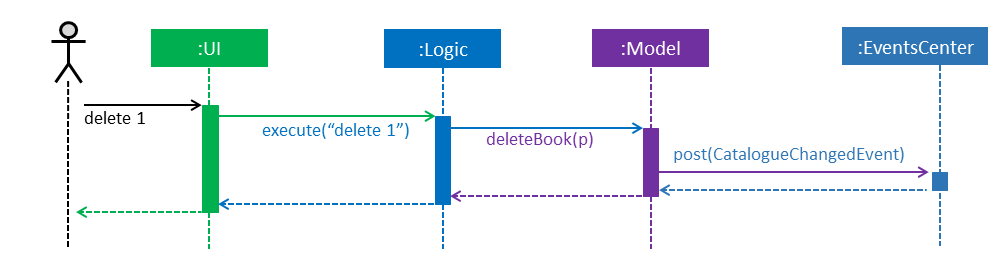 :UI
:Logic
:Model
:EventsCenter
delete 1
execute(“delete 1”)
deleteBook(p)
post(CatalogueChangedEvent)